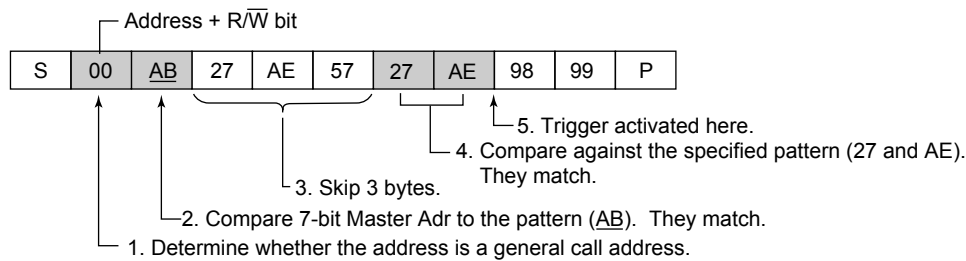 Address + R/W̅ bit
S 00 AB 27 AE 57 27 AE 98 99 P
5. Trigger activated here.
4. Compare against the specified pattern (27 and AE).
They match.
3. Skip 3 bytes.
2. Compare 7-bit Master Adr to the pattern (AB). They match.
1. Determine whether the address is a general call address.